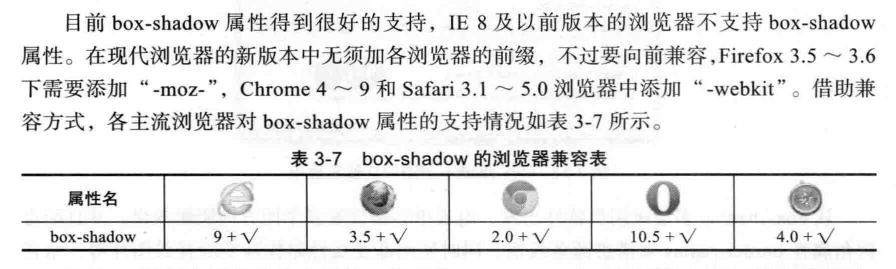 目前 box-shadow 属性得到很好的支持，IE 8 及以前版本的浏览器不支持 box-shadow
属性。在现代浏览器的新版本中无须加各浏览器的前缀，不过要向前兼容,Firefox 3.5 ～ 3.6
下需要添加“-moz-”，Chrome 4 ～ 9 和 Safari 3.1 ～ 5.0 浏览器中添加“-webkit”。借助兼
容方式，各主流浏览器对 box-shadow 属性的支持情况如表 3-7 所示。
表 3-7 box-shadow 的浏览器兼容表
属性名
box-shadow 9 + √ 3.5 + √ 2.0 + √ 10.5 + √ 4.0 + √